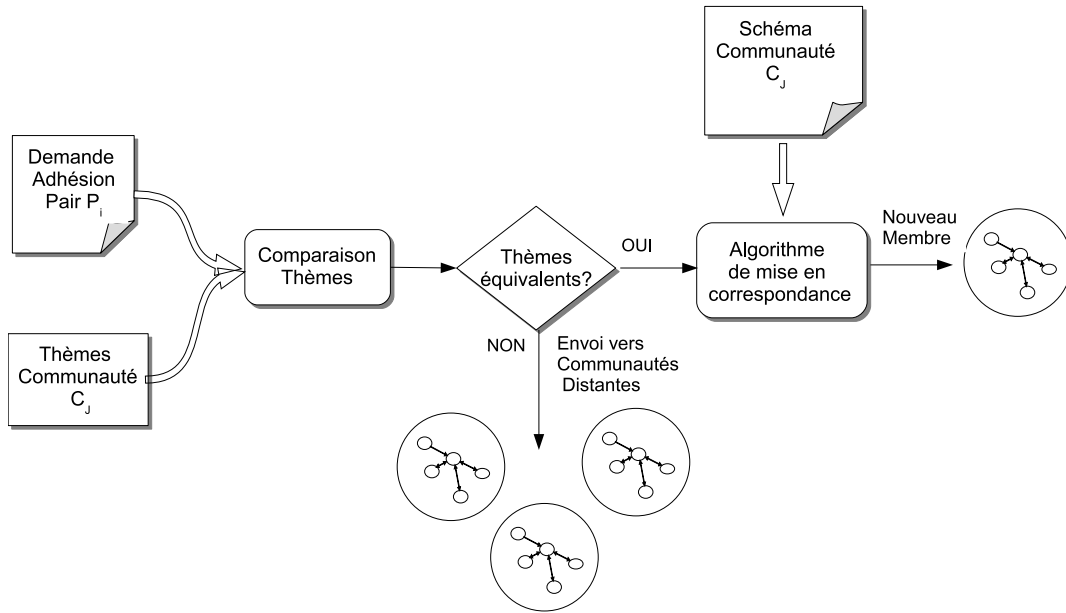 Schéma
Communauté
C_J
Demande
Adhésion
Pair P_i
Thèmes
Communauté
C_J
Comparaison
Thèmes
Thèmes
équivalents?
OUI
NON
Envoi vers
Communautés
Distantes
Algorithme
de mise en
correspondance
Nouveau
Membre